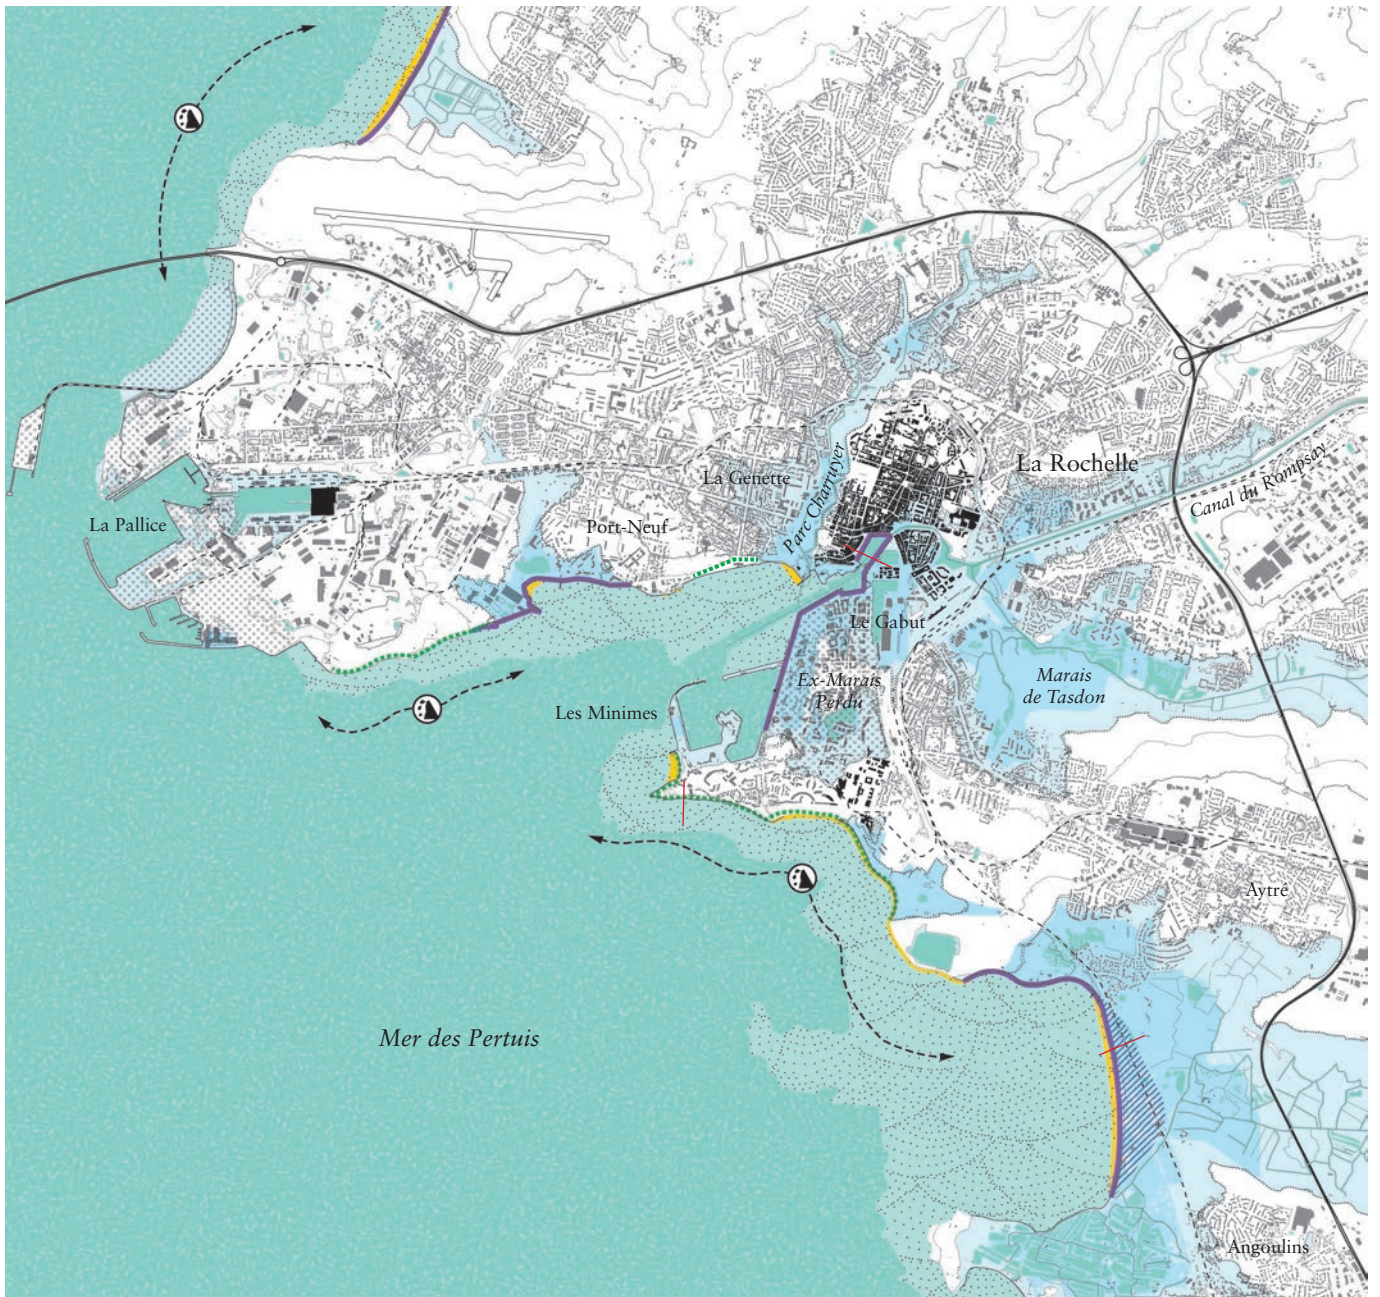 La Rochelle
La Genette
Parc Charruyer
Canal du Rompsay
La Pallice
Port-Neuf
Le Gabut
Ex-Marais
Perdu
Marais
de Tasdon
Les Minimes
Aytré
Mer des Pertuis
Angoulins